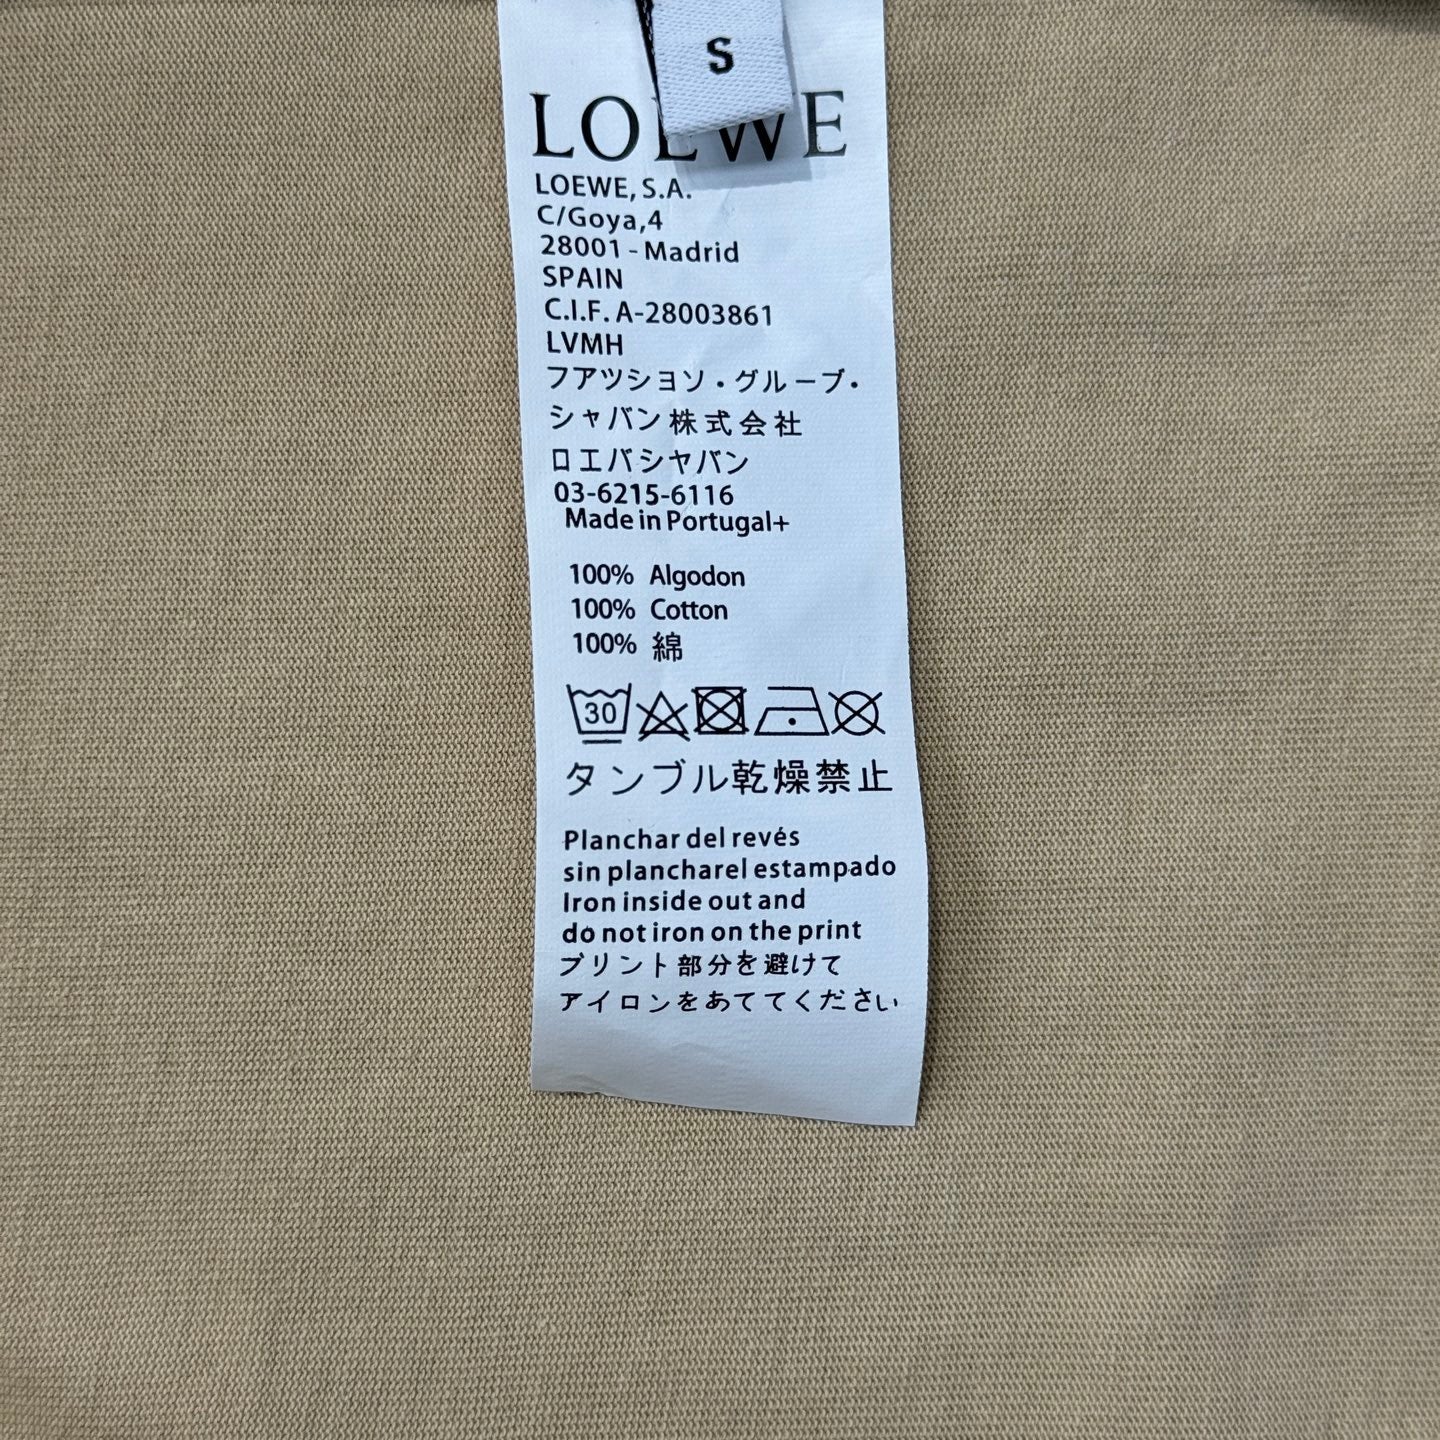 S
LOEWE
LOEWE, S.A.
C/Goya,4
28001 - Madrid
SPAIN
C.I.F. A-28003861
LVMH
フアツショソ・グループ・
シャバン株式会社
ロエバシヤバン
03-6215-6116
Made in Portugal+
100% Algodon
100% Cotton
100% 綿
30
タンブル乾燥禁止
Planchar del revés
sin plancharel estampado
Iron inside out and
do not iron on the print
プリント部分を避けて
アイロンをあててください